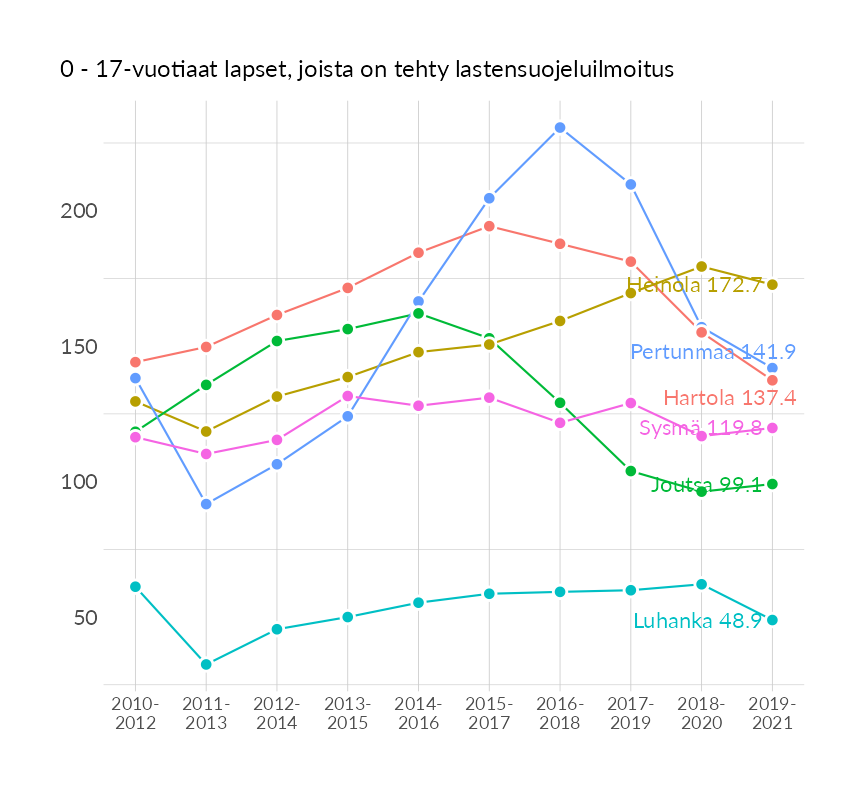 0 - 17-vuotiaat lapset, joista on tehty lastensuojeluilmoitus
200
Heinola 172.7
150
Pertunmaa 141.9
Hartola 137.4
Sysmä 119.8
100
Joutsa 99.1
50
Luhanka 48.9
2010- 2011- 2012- 2013- 2014- 2015- 2016- 2017- 2018- 2019-
2012 2013 2014 2015 2016 2017 2018 2019 2020 2021